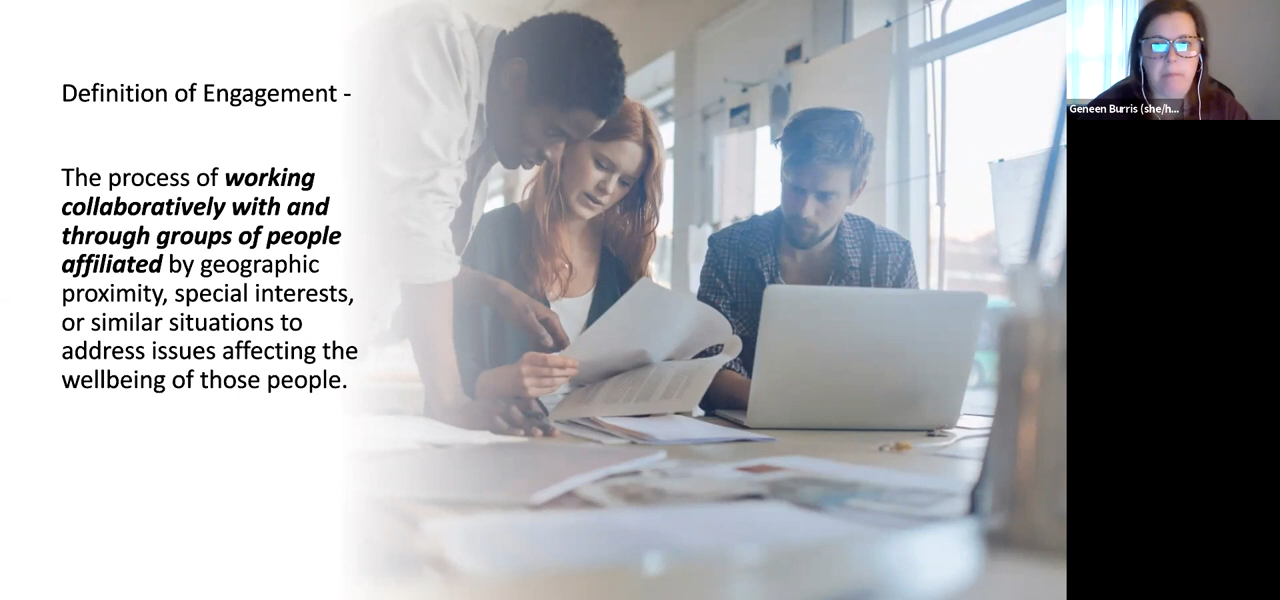 Definition of Engagement -
The process of working
collaboratively with and
through groups of people
affiliated by geographic
proximity, special interests,
or similar situations to
address issues affecting the
wellbeing of those people.
Geneen Burris (she/h...